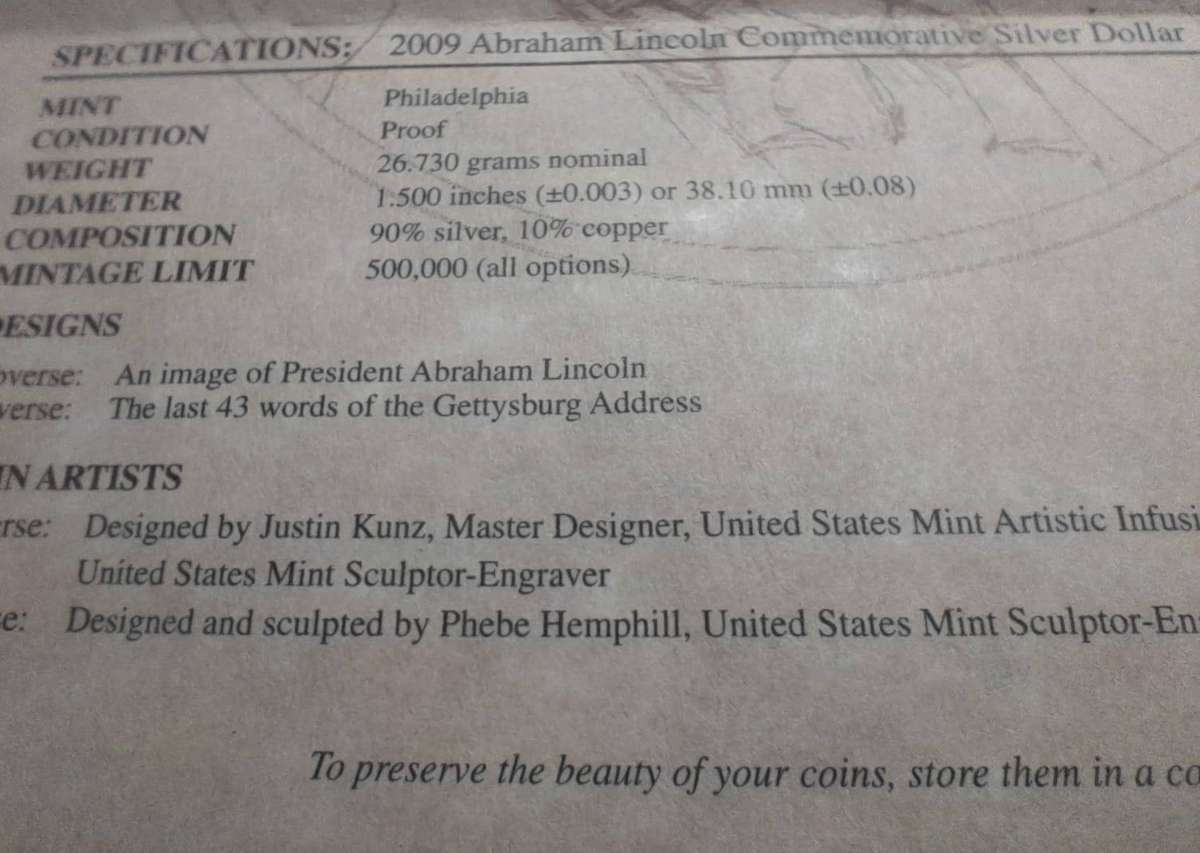 SPECIFICATIONS: 2009 Abraham Lincoln Commemorative Silver Dollar
MINT Philadelphia
CONDITION Proof
WEIGHT 26.730 grams nominal
DIAMETER 1.500 inches (±0.003) or 38.10 mm (±0.08)
COMPOSITION 90% silver, 10% copper
MINTAGE LIMIT 500,000 (all options)
ESIGNS
verse: An image of President Abraham Lincoln
verse: The last 43 words of the Gettysburg Address
N ARTISTS
rse: Designed by Justin Kunz, Master Designer, United States Mint Artistic Infusi
United States Mint Sculptor-Engraver
e: Designed and sculpted by Phebe Hemphill, United States Mint Sculptor-En
To preserve the beauty of your coins, store them in a co